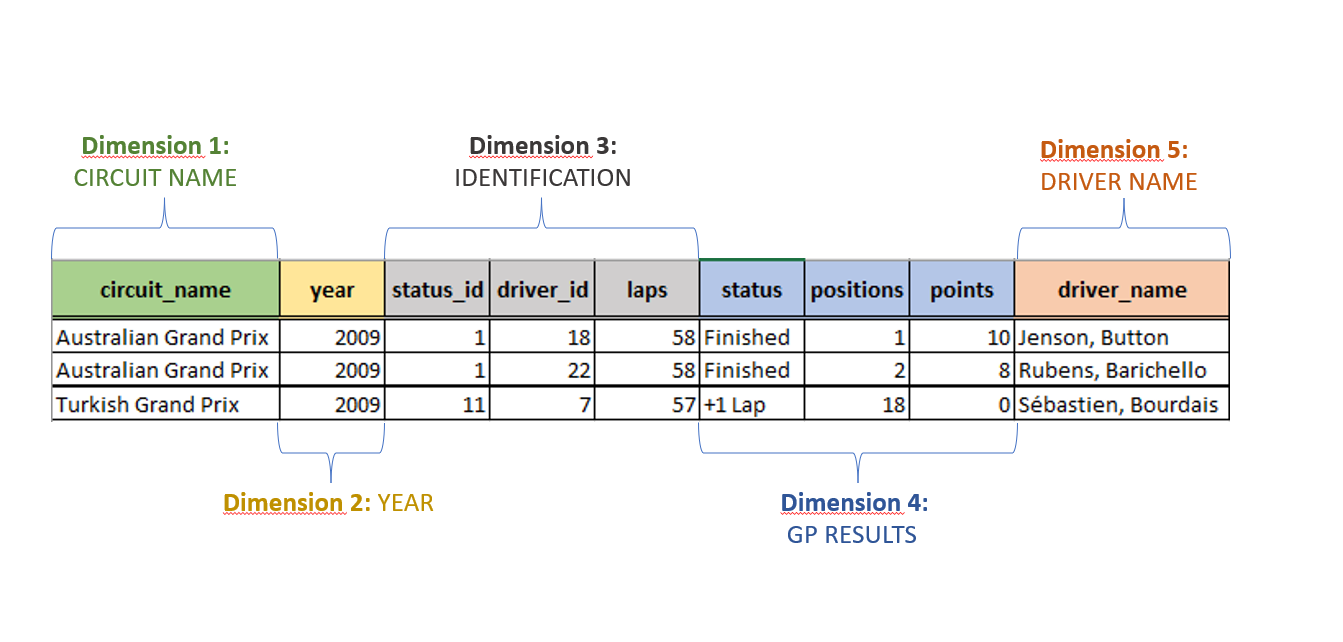 Dimension 1:
CIRCUIT NAME
Dimension 3:
IDENTIFICATION
Dimension 5:
DRIVER NAME
circuit_name year status_id driver_id laps status positions points driver_name
Australian Grand Prix 2009 1 18 58 Finished 1 10 Jenson, Button
Australian Grand Prix 2009 1 22 58 Finished 2 8 Rubens, Barichello
Turkish Grand Prix 2009 11 7 57 +1 Lap 18 0 Sébastien, Bourdais
Dimension 2: YEAR
Dimension 4:
GP RESULTS